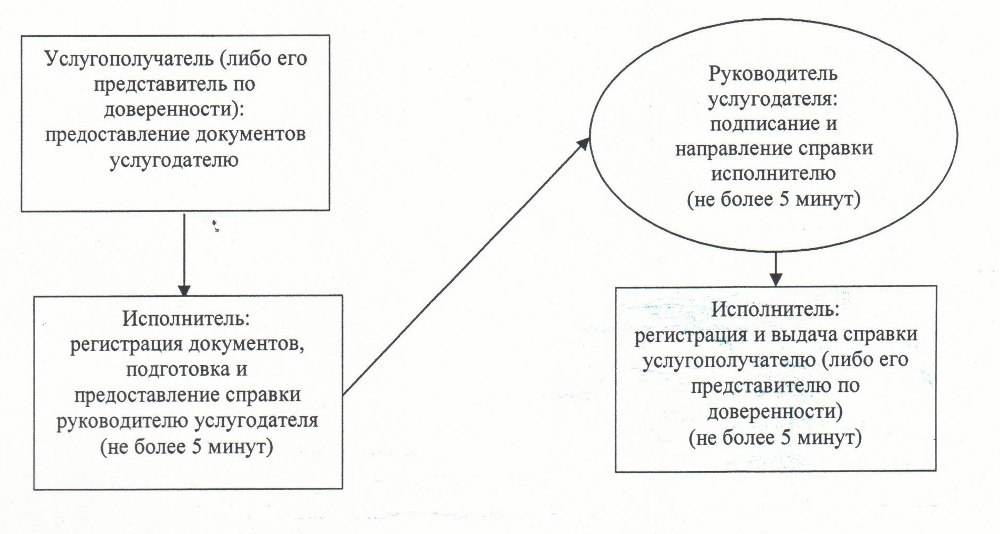 Услугополучатель (либо его
представитель по
доверенности):
предоставление документов
услугодателю
Исполнитель:
регистрация документов,
подготовка и
предоставление справки
руководителю услугодателя
(не более 5 минут)
Руководитель
услугодателя:
подписание и
направление справки
исполнителю
(не более 5 минут)
Исполнитель:
регистрация и выдача справки
услугополучателю (либо его
представителю по
доверенности)
(не более 5 минут)